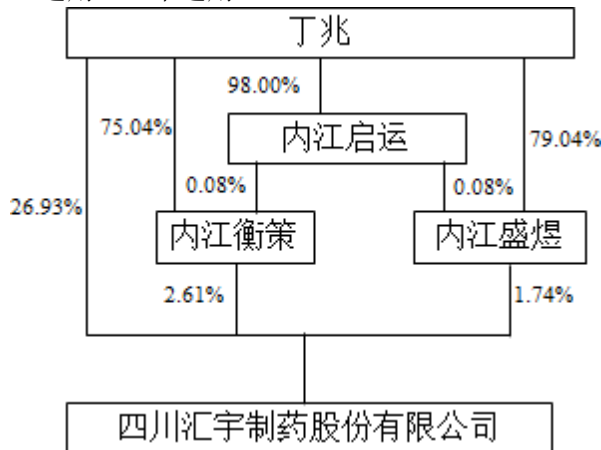 丁兆
98.00%
75.04%
内江启运
79.04%
0.08%
0.08%
26.93%
内江衡策
内江盛煜
2.61%
1.74%
四川汇宇制药股份有限公司